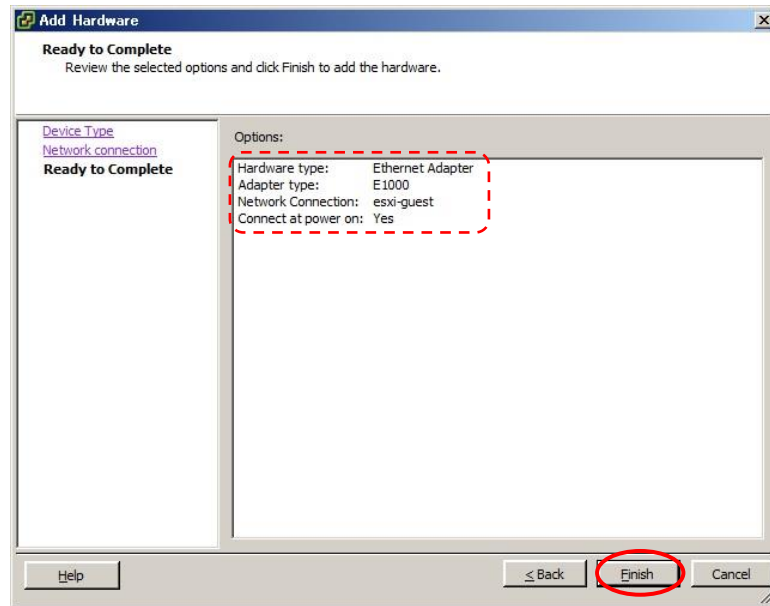 Add Hardware
Ready to Complete
Review the selected options and click Finish to add the hardware.
Device Type
Network connection
Ready to Complete
Options:
Hardware type: Ethernet Adapter
Adapter type: E1000
Network Connection: esxi-guest
Connect at power on: Yes
Help
< Back
Finish
Cancel